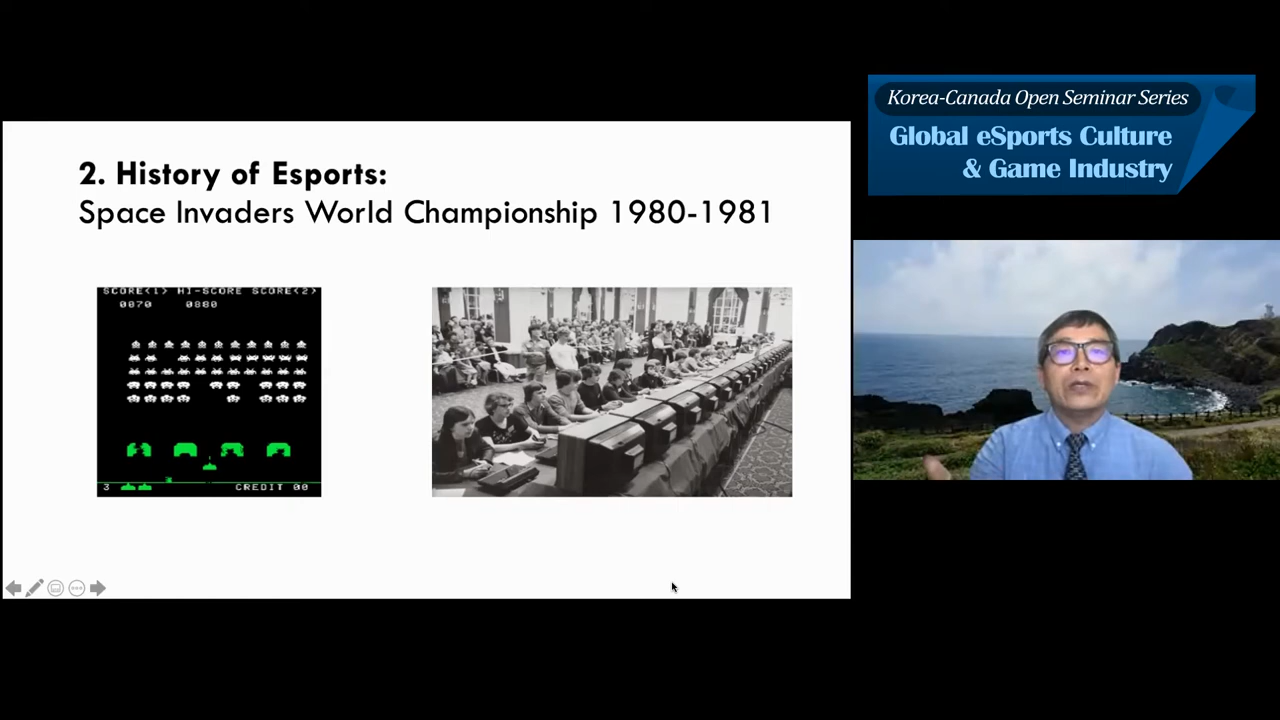 Korea-Canada Open Seminar Series
Global eSports Culture
& Game Industry
2. History of Esports:
Space Invaders World Championship 1980-1981
SCORE<1> HI-SCORE SCORE<2>
0070 0880
3 CREDIT 00